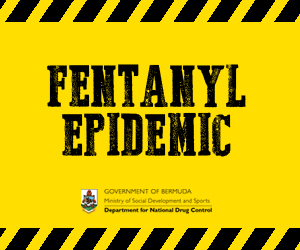 FENTANYL
EPIDEMIC
GOVERNMENT OF BERMUDA
Ministry of Social Development and Sports
Department for National Drug Control